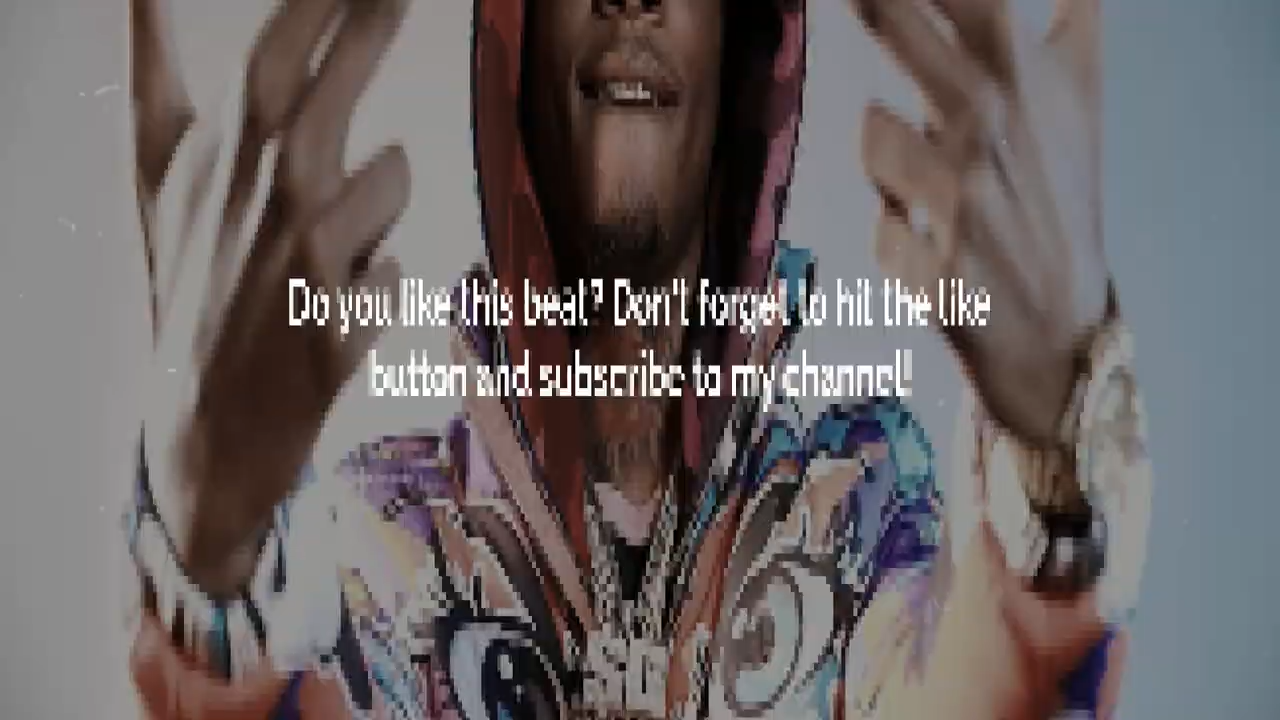 Do you like this beat? Don't forget to hit the like
button and subscribe to my channel!